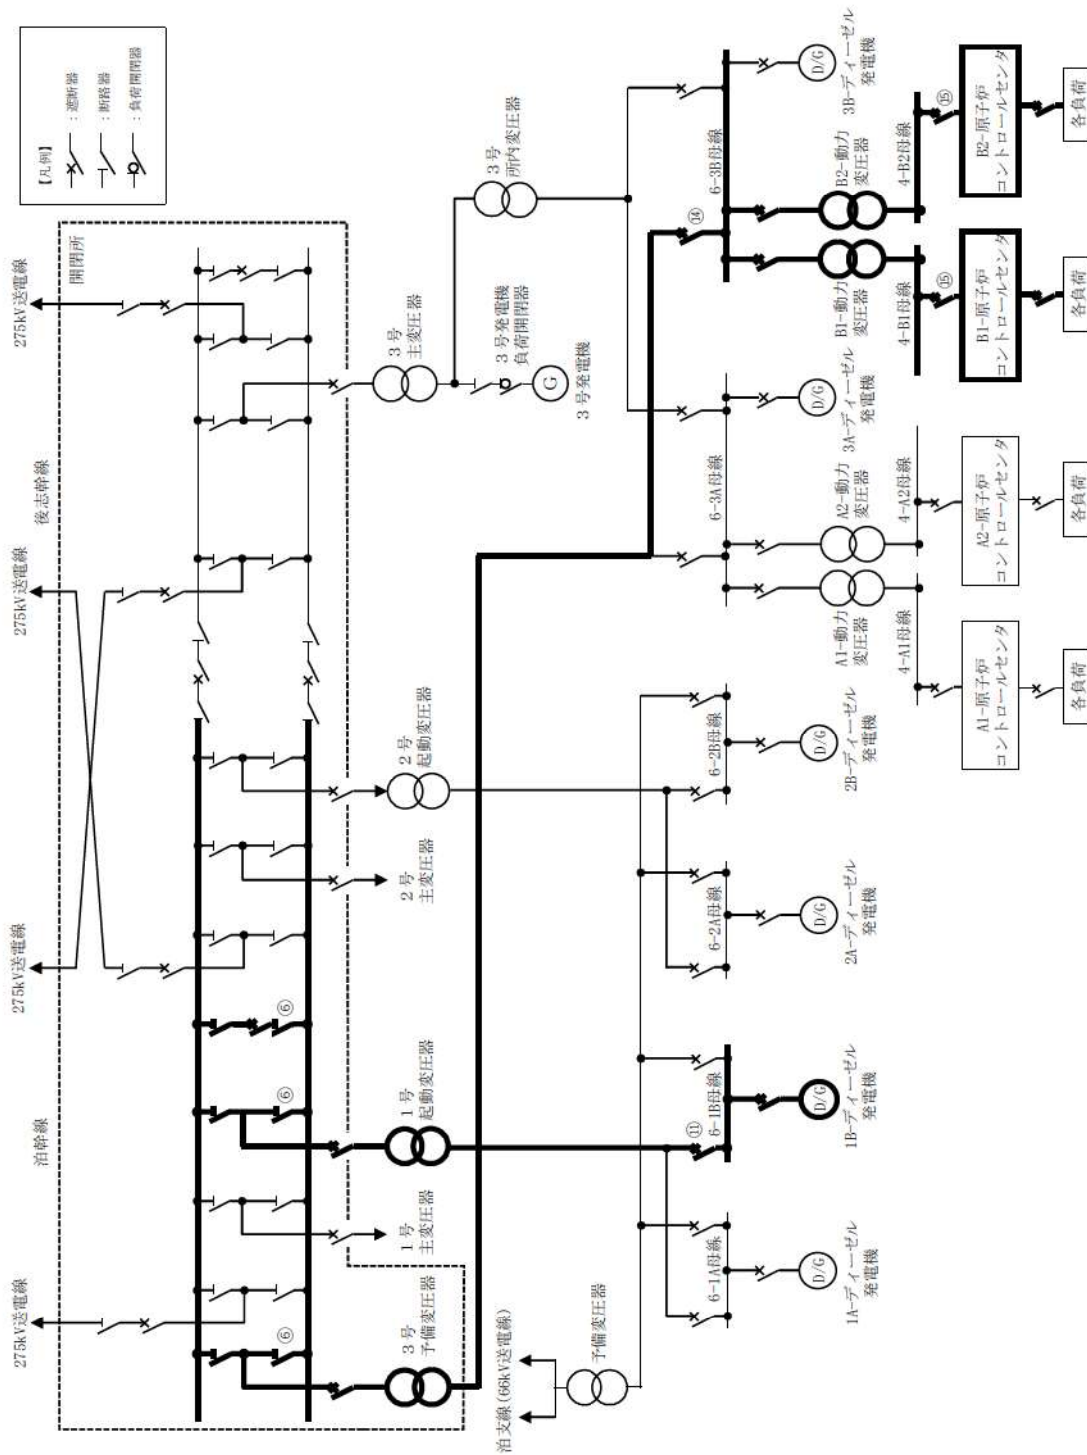 【凡例】
：遮断器
：断路器
：負荷開閉器
泊幹線
後志幹線
275kV送電線
275kV送電線
275kV送電線
275kV送電線
開閉所
⑥
⑥
⑥
3号
予備変圧器
1号
主変圧器
1号
起動変圧器
2号
主変圧器
2号
起動変圧器
3号
主変圧器
3号発電機
負荷開閉器
G
3号発電機
3号
所内変圧器
泊支線(66kV送電線)
予備変圧器
6-1A母線
⑪
6-1B母線
6-2A母線
6-2B母線
6-3A母線
⑭
6-3B母線
D/G
1A-ディーゼル
発電機
D/G
1B-ディーゼル
発電機
D/G
2A-ディーゼル
発電機
D/G
2B-ディーゼル
発電機
D/G
3A-ディーゼル
発電機
D/G
3B-ディーゼル
発電機
A1-動力
変圧器
A2-動力
変圧器
B1-動力
変圧器
B2-動力
変圧器
4-A1母線
4-A2母線
4-B1母線
4-B2母線
⑮
⑮
A1-原子炉
コントロールセンタ
A2-原子炉
コントロールセンタ
B1-原子炉
コントロールセンタ
B2-原子炉
コントロールセンタ
各負荷
各負荷
各負荷
各負荷